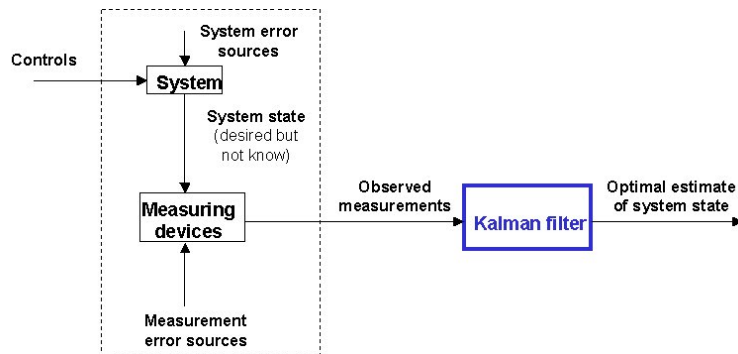 System error
sources
Controls
System
System state
(desired but
not know)
Measuring
devices
Observed
measurements
Kalman filter
Optimal estimate
of system state
Measurement
error sources